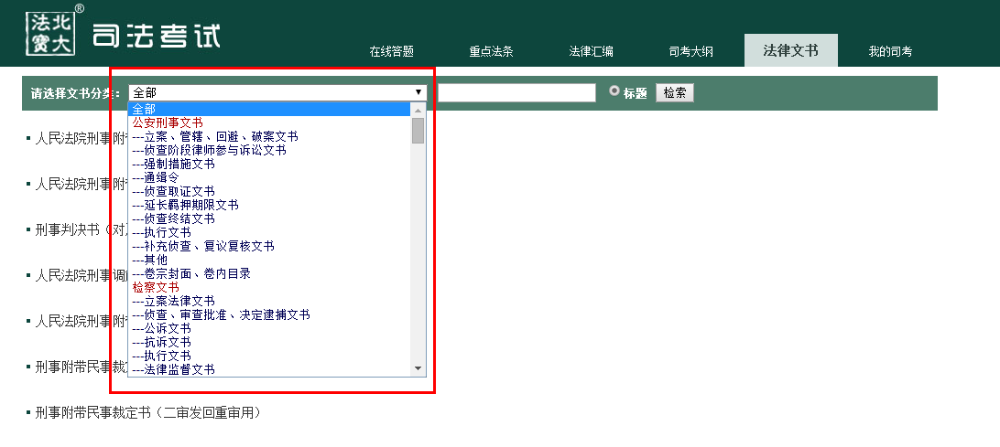 法北
寶大
®
司法考试
在线答题 重点法条 法律汇编 司考大纲 法律文书 我的司考
请选择文书分类： 全部 标题 检索
全部
公安刑事文书
---立案、管辖、回避、破案文书
人民法院刑事附
---侦查阶段律师参与诉讼文书
---强制措施文书
---通缉令
人民法院刑事附
---侦查取证文书
---延长羁押期限文书
---侦查终结文书
刑事判决书（对
---执行文书
---补充侦查、复议复核文书
---其他
---卷宗封面、卷内目录
人民法院刑事调
检察文书
---立案法律文书
---侦查、审查批准、决定逮捕文书
人民法院刑事附
---公诉文书
---抗诉文书
---执行文书
---法律监督文书
刑事附带民事裁
刑事附带民事裁定书（二审发回重审用）